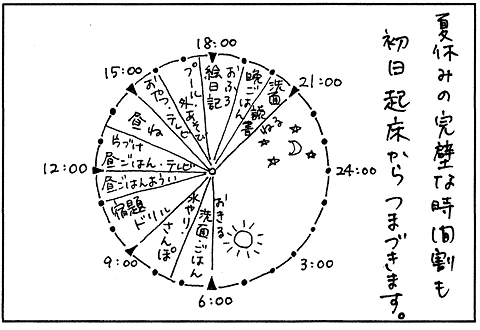 夏休みの完璧な時間割も
初日起床からつまづきます。
18:00
21:00
24:00
3:00
6:00
9:00
12:00
15:00
おきる
洗面・ごはん
水やり・さんぽ
宿題
ドリル
昼ごはんようい
昼ごはん・テレビ
片づけ
昼ね
おやつ・テレビ
プール
外あそび
絵日記
おふろ
晩ごはん
洗面
読書
ねる